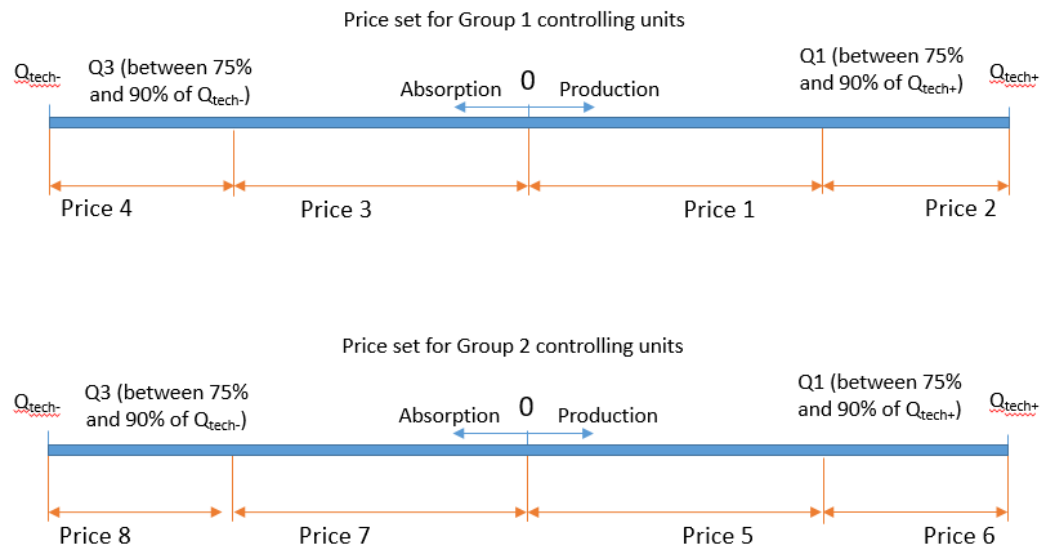 Price set for Group 1 controlling units
Q3 (between 75%
and 90% of Qtech-)
Qtech-
Absorption
0
Production
Q1 (between 75%
and 90% of Qtech+)
Qtech+
Price 4
Price 3
Price 1
Price 2
Price set for Group 2 controlling units
Q3 (between 75%
and 90% of Qtech-)
Qtech-
Absorption
0
Production
Q1 (between 75%
and 90% of Qtech+)
Qtech+
Price 8
Price 7
Price 5
Price 6